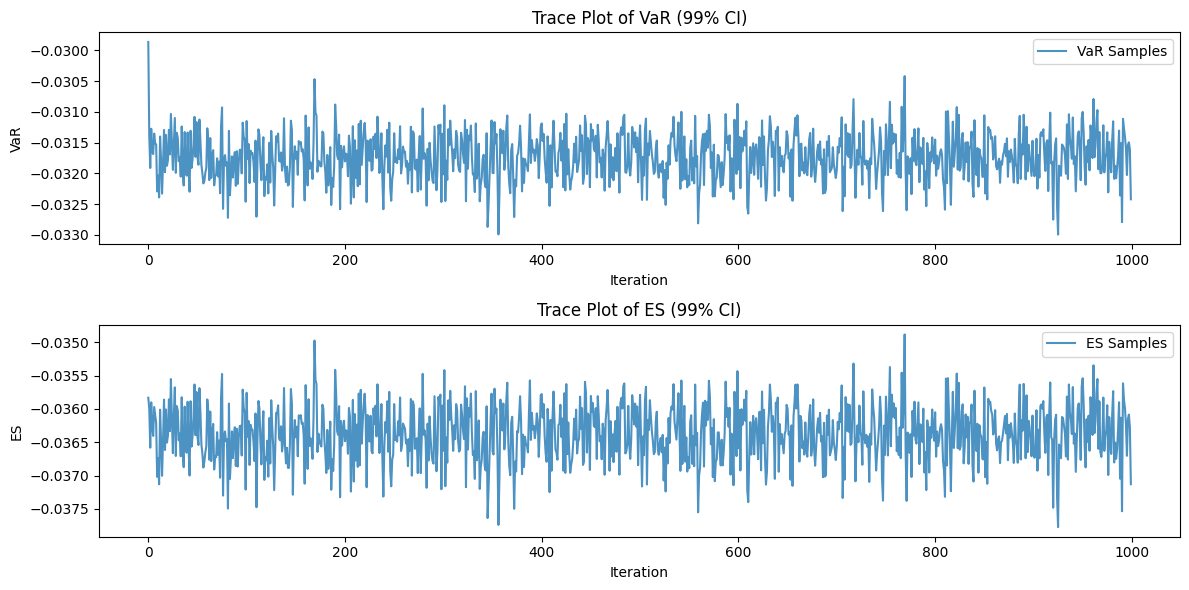 Trace Plot of VaR (99% CI)
VaR Samples
−0.0300
−0.0305
−0.0310
−0.0315
−0.0320
−0.0325
−0.0330
VaR
0 200 400 600 800 1000
Iteration
Trace Plot of ES (99% CI)
ES Samples
−0.0350
−0.0355
−0.0360
−0.0365
−0.0370
−0.0375
ES
0 200 400 600 800 1000
Iteration